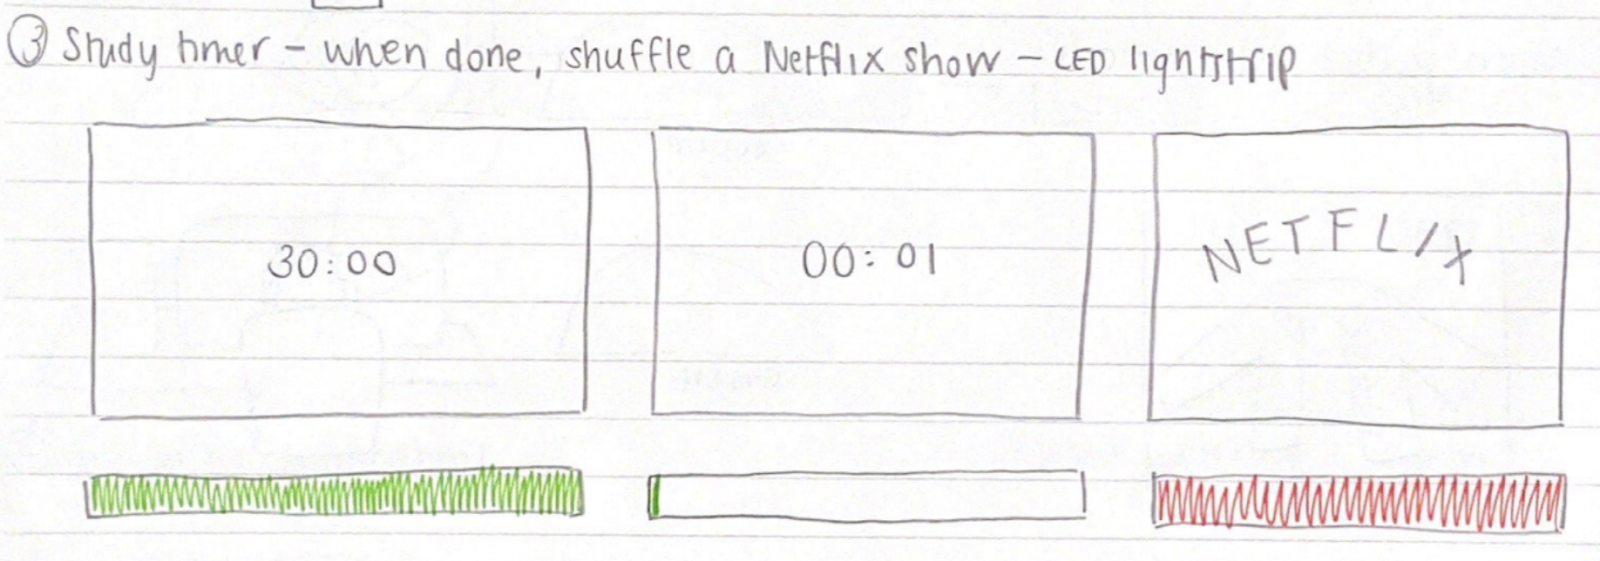 ③ Study timer – when done, shuffle a Netflix show – LED lightstrip
30:00
00:01
NETFLIX